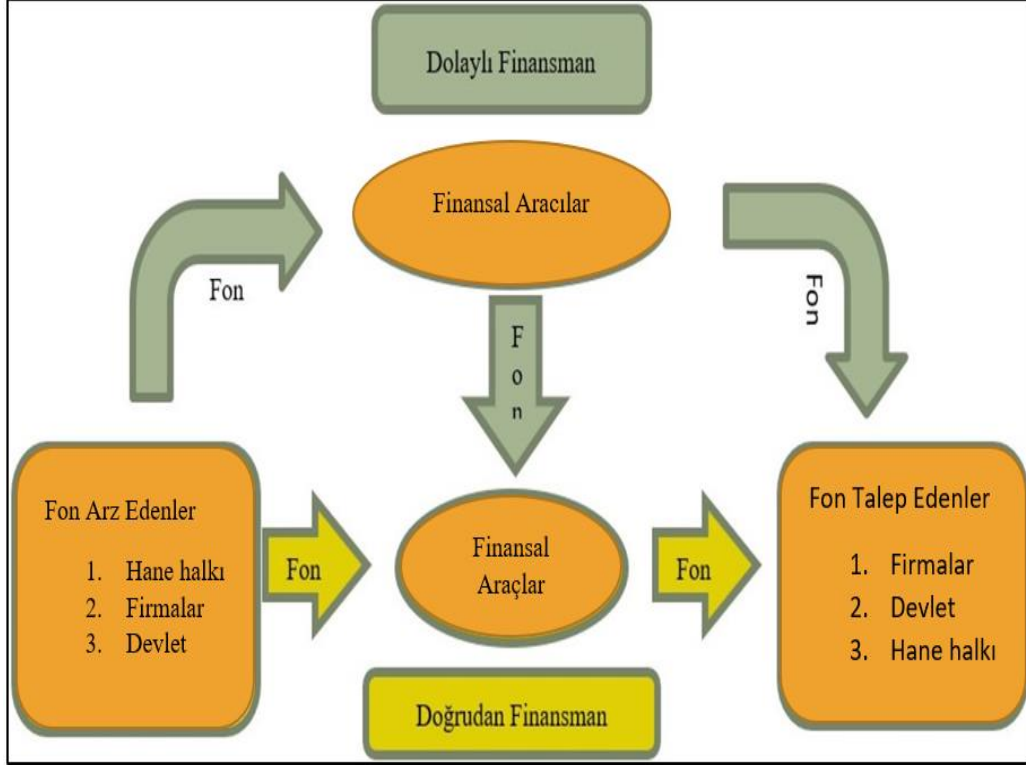 Dolaylı Finansman
Finansal Aracılar
Fon
Fon
Fon
Fon Arz Edenler
1. Hane halkı
2. Firmalar
3. Devlet
Fon
Finansal
Araçlar
Fon
Fon Talep Edenler
1. Firmalar
2. Devlet
3. Hane halkı
Doğrudan Finansman